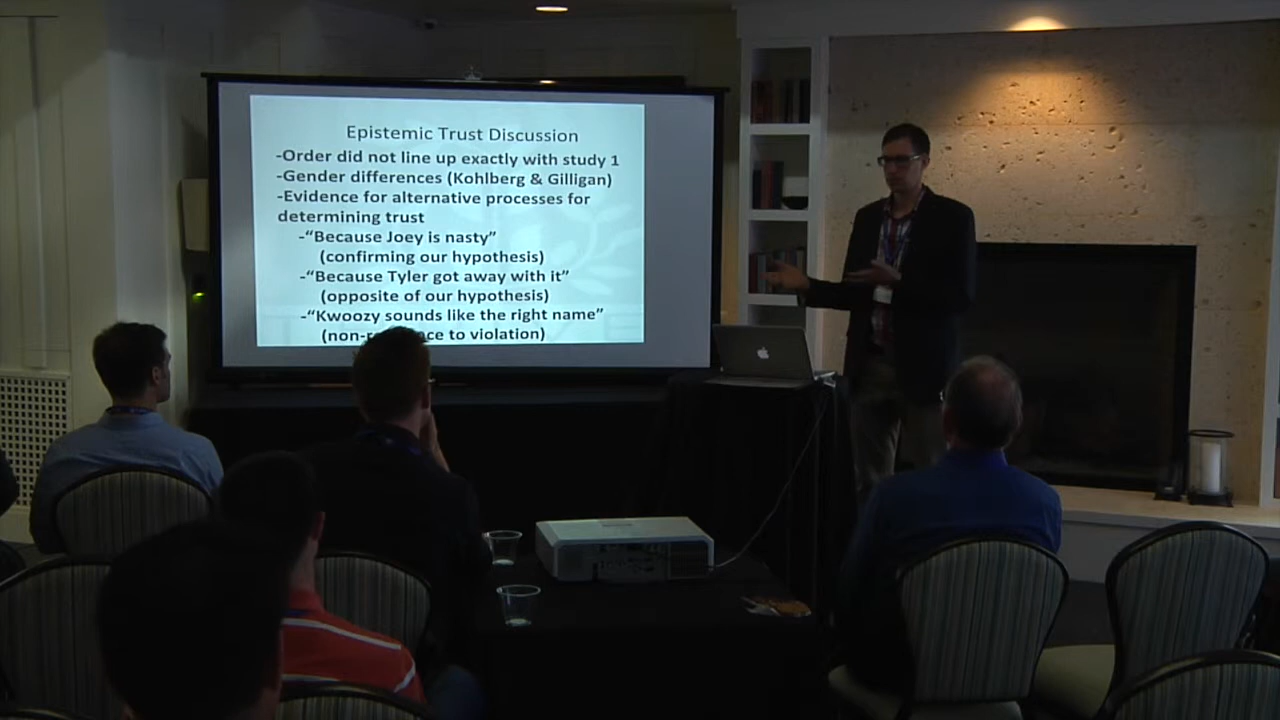 Epistemic Trust Discussion
-Order did not line up exactly with study 1
-Gender differences (Kohlberg & Gilligan)
-Evidence for alternative processes for
determining trust
-“Because Joey is nasty”
(confirming our hypothesis)
-“Because Tyler got away with it”
(opposite of our hypothesis)
-“Kwoozy sounds like the right name”
to violation)